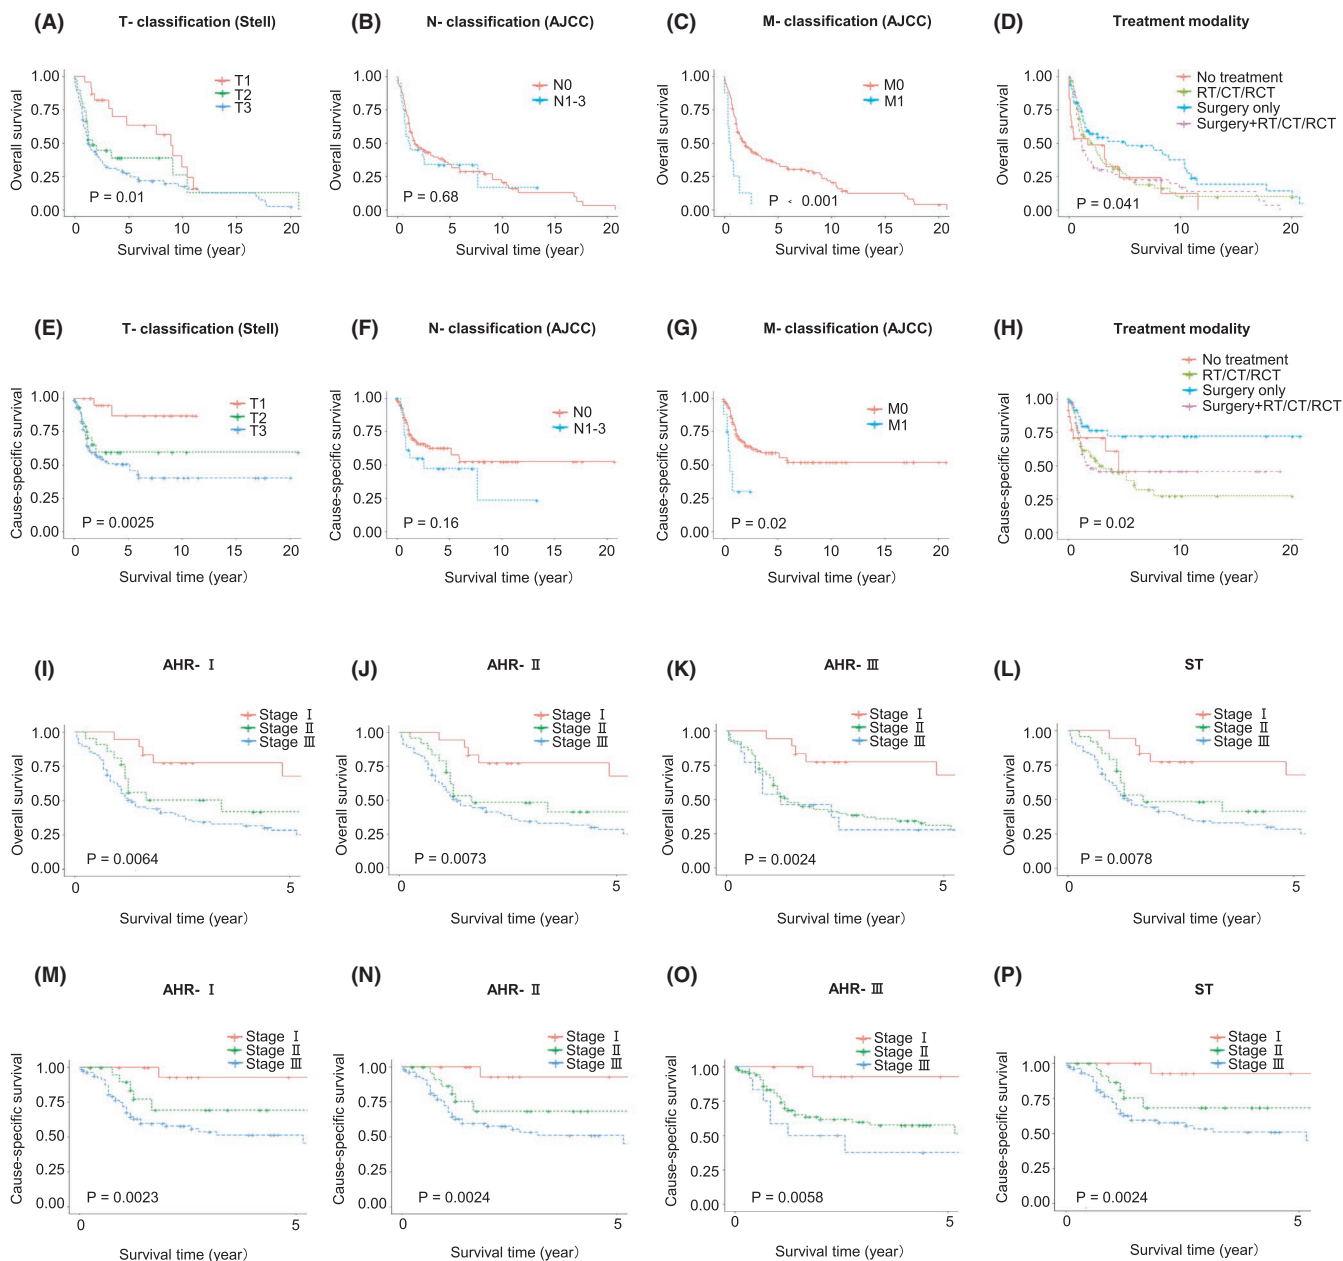 (A) T- classification (Stell)
Overall survival
1.00
0.75
0.50
0.25
0.00
T1
T2
T3
P = 0.01
0 5 10 15 20
Survival time (year)
(B) N- classification (AJCC)
Overall survival
1.00
0.75
0.50
0.25
0.00
N0
N1-3
P = 0.68
0 5 10 15 20
Survival time (year)
(C) M- classification (AJCC)
Overall survival
1.00
0.75
0.50
0.25
0.00
M0
M1
P < 0.001
0 5 10 15 20
Survival time (year)
(D) Treatment modality
Overall survival
1.00
0.75
0.50
0.25
0.00
No treatment
RT/CT/RCT
Surgery only
Surgery+RT/CT/RCT
P = 0.041
0 10 20
Survival time (year)
(E) T- classification (Stell)
Cause-specific survival
1.00
0.75
0.50
0.25
0.00
T1
T2
T3
P = 0.0025
0 5 10 15 20
Survival time (year)
(F) N- classification (AJCC)
Cause-specific survival
1.00
0.75
0.50
0.25
0.00
N0
N1-3
P = 0.16
0 5 10 15 20
Survival time (year)
(G) M- classification (AJCC)
Cause-specific survival
1.00
0.75
0.50
0.25
0.00
M0
M1
P = 0.02
0 5 10 15 20
Survival time (year)
(H) Treatment modality
Cause-specific survival
1.00
0.75
0.50
0.25
0.00
No treatment
RT/CT/RCT
Surgery only
Surgery+RT/CT/RCT
P = 0.02
0 10 20
Survival time (year)
(I) AHR- Ⅰ
Overall survival
1.00
0.75
0.50
0.25
0.00
Stage Ⅰ
Stage Ⅱ
Stage Ⅲ
P = 0.0064
0 5
Survival time (year)
(J) AHR- Ⅱ
Overall survival
1.00
0.75
0.50
0.25
0.00
Stage Ⅰ
Stage Ⅱ
Stage Ⅲ
P = 0.0073
0 5
Survival time (year)
(K) AHR- Ⅲ
Overall survival
1.00
0.75
0.50
0.25
0.00
Stage Ⅰ
Stage Ⅱ
Stage Ⅲ
P = 0.0024
0 5
Survival time (year)
(L) ST
Overall survival
1.00
0.75
0.50
0.25
0.00
Stage Ⅰ
Stage Ⅱ
Stage Ⅲ
P = 0.0078
0 5
Survival time (year)
(M) AHR- Ⅰ
Cause-specific survival
1.00
0.75
0.50
0.25
0.00
Stage Ⅰ
Stage Ⅱ
Stage Ⅲ
P = 0.0023
0 5
Survival time (year)
(N) AHR- Ⅱ
Cause-specific survival
1.00
0.75
0.50
0.25
0.00
Stage Ⅰ
Stage Ⅱ
Stage Ⅲ
P = 0.0024
0 5
Survival time (year)
(O) AHR- Ⅲ
Cause-specific survival
1.00
0.75
0.50
0.25
0.00
Stage Ⅰ
Stage Ⅱ
Stage Ⅲ
P = 0.0058
0 5
Survival time (year)
(P) ST
Cause-specific survival
1.00
0.75
0.50
0.25
0.00
Stage Ⅰ
Stage Ⅱ
Stage Ⅲ
P = 0.0024
0 5
Survival time (year)